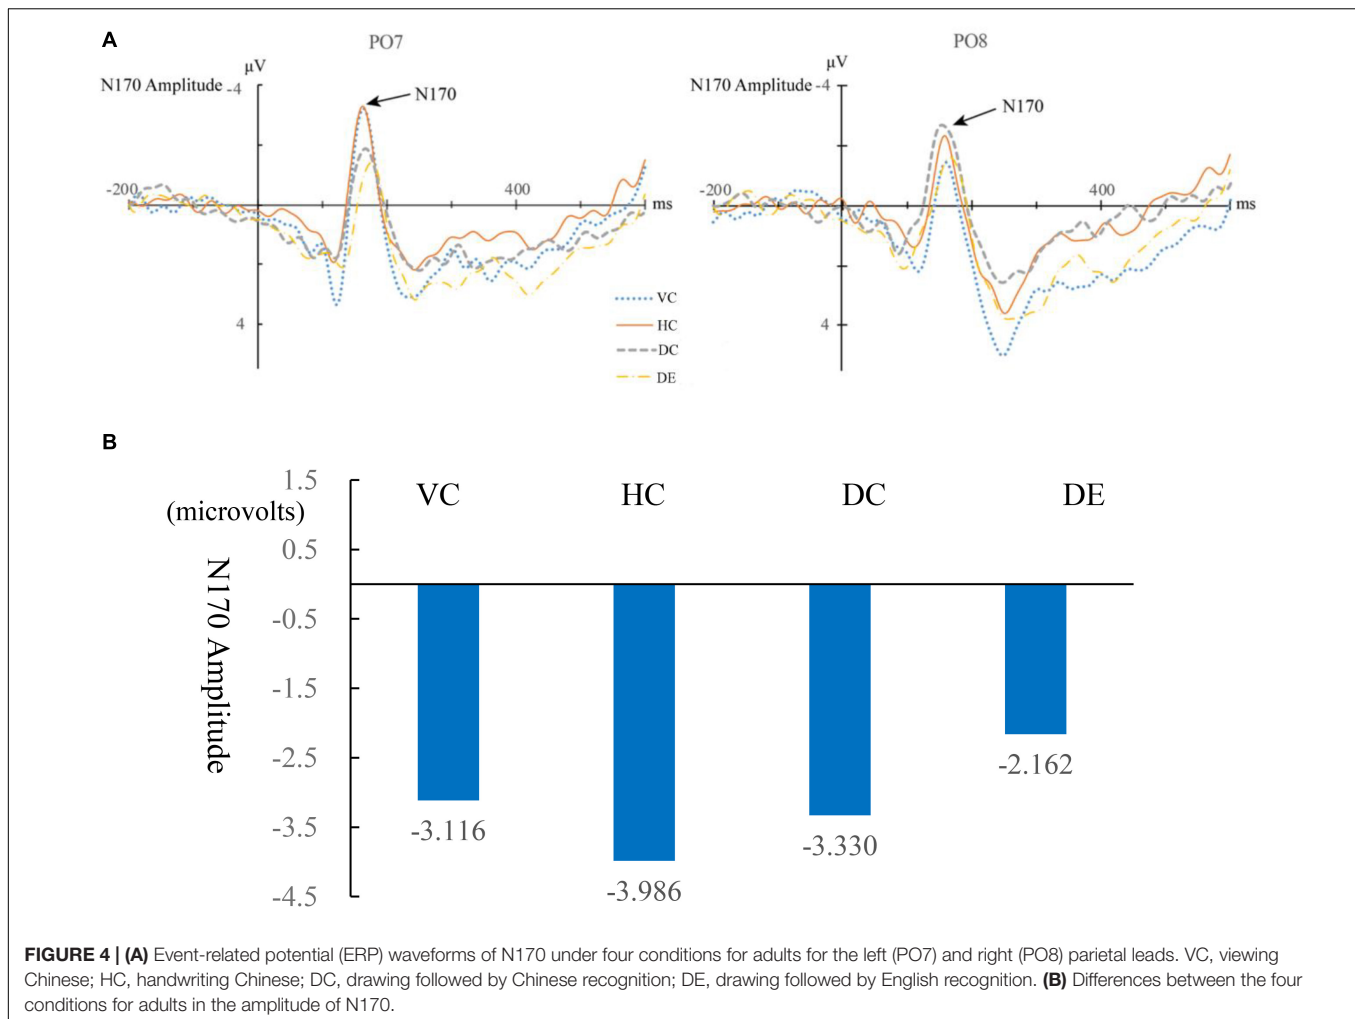 A
PO7
PO8
µV
µV
N170 Amplitude
-4
N170 Amplitude
-4
N170
N170
-200
400
ms
-200
400
ms
4
4
VC
HC
DC
DE
B
1.5
(microvolts)
0.5
-0.5
-1.5
-2.5
-3.5
-4.5
N170 Amplitude
VC
HC
DC
DE
-3.116
-3.986
-3.330
-2.162
FIGURE 4 | (A) Event-related potential (ERP) waveforms of N170 under four conditions for adults for the left (PO7) and right (PO8) parietal leads. VC, viewing
Chinese; HC, handwriting Chinese; DC, drawing followed by Chinese recognition; DE, drawing followed by English recognition. (B) Differences between the four
conditions for adults in the amplitude of N170.